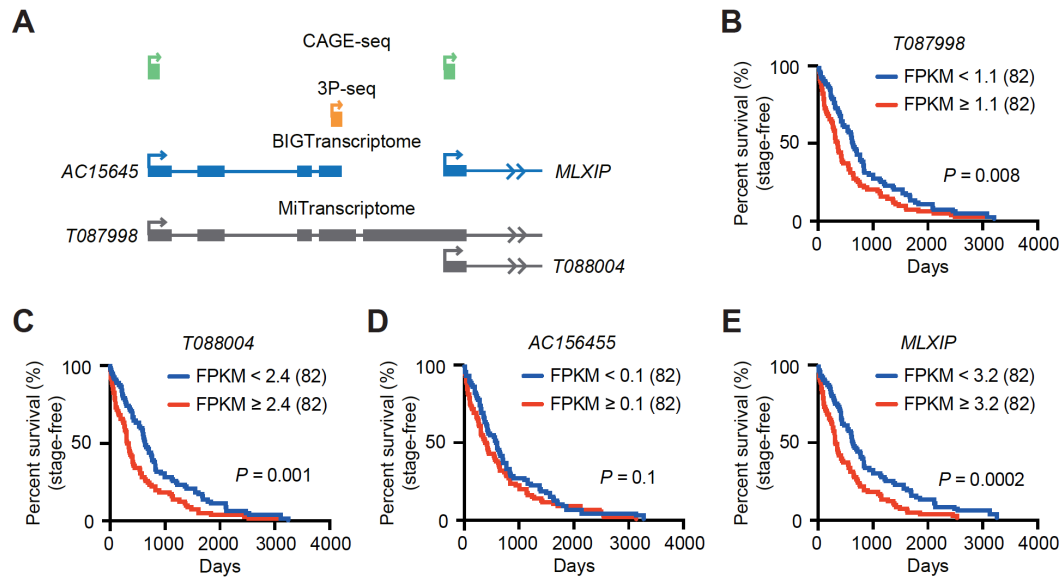 A
CAGE-seq
3P-seq
BIGTranscriptome
AC15645
MLXIP
MiTranscriptome
T087998
T088004
B
T087998
FPKM < 1.1 (82)
FPKM ≥ 1.1 (82)
P = 0.008
Percent survival (%)
(stage-free)
100
50
0
0 1000 2000 3000 4000
Days
C
T088004
FPKM < 2.4 (82)
FPKM ≥ 2.4 (82)
P = 0.001
Percent survival (%)
(stage-free)
100
50
0
0 1000 2000 3000 4000
Days
D
AC156455
FPKM < 0.1 (82)
FPKM ≥ 0.1 (82)
P = 0.1
Percent survival (%)
(stage-free)
100
50
0
0 1000 2000 3000 4000
Days
E
MLXIP
FPKM < 3.2 (82)
FPKM ≥ 3.2 (82)
P = 0.0002
Percent survival (%)
(stage-free)
100
50
0
0 1000 2000 3000 4000
Days